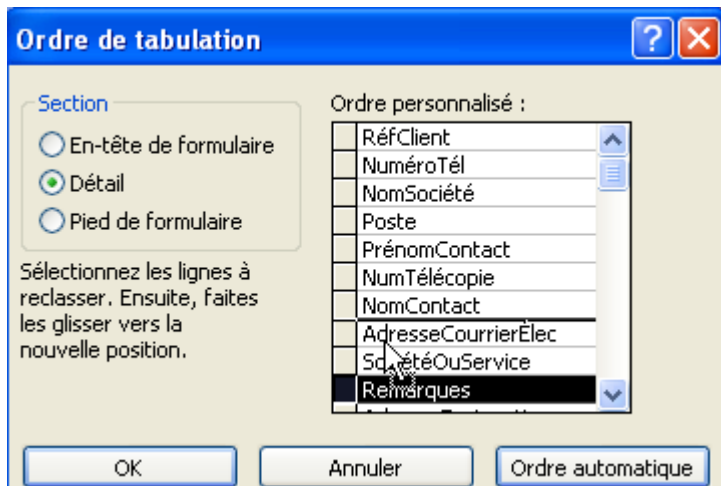 Ordre de tabulation
Section
En-tête de formulaire
Détail
Pied de formulaire
Sélectionnez les lignes à
reclasser. Ensuite, faites
les glisser vers la
nouvelle position.
Ordre personnalisé :
RéfClient
NuméroTél
NomSociété
Poste
PrénomContact
NumTélécopie
NomContact
AdresseCourrierÉlec
SociétéOuService
Remarques
OK
Annuler
Ordre automatique